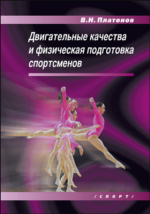 В.Н. Платонов
Двигательные качества
и физическая подготовка
спортсменов
/СПОРТ/